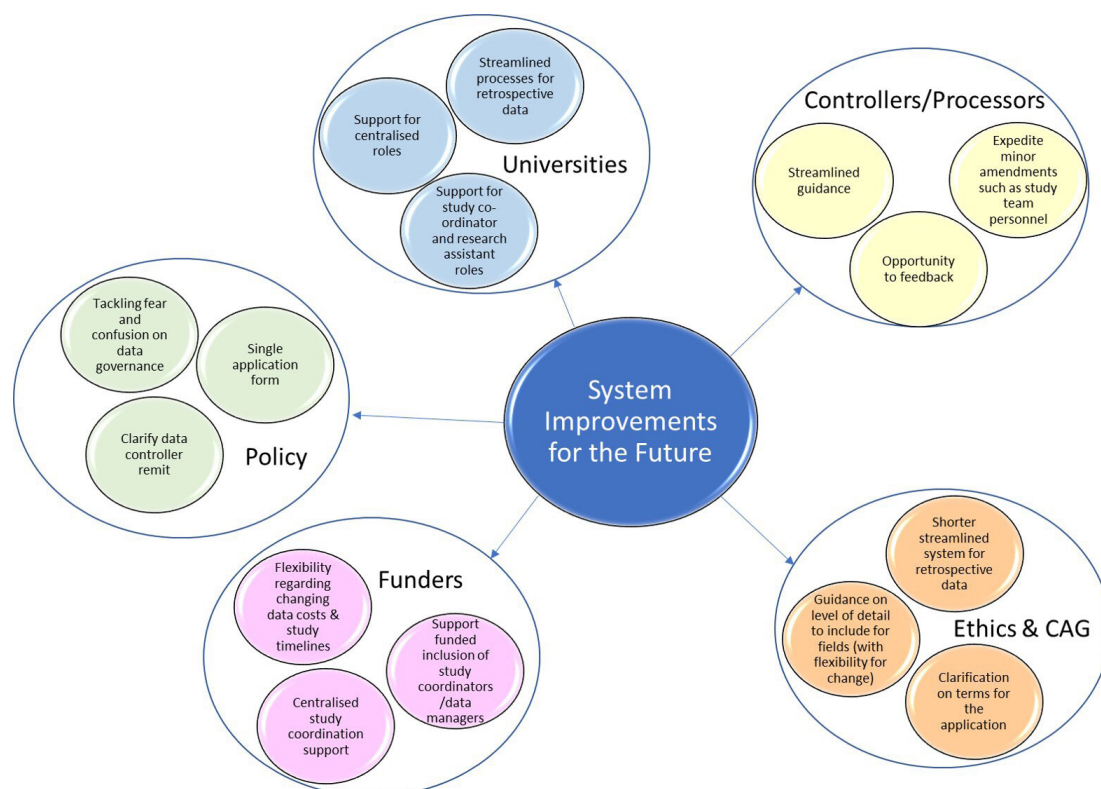 Streamlined
processes for
retrospective
data
Support for
centralised
roles
Universities
Support for
study co-
ordinator
and research
assistant
roles
Controllers/Processors
Streamlined
guidance
Expedite
minor
amendments
such as study
team
personnel
Opportunity
to feedback
Tackling fear
and
confusion on
data
governance
Single
application
form
Clarify data
controller
remit
Policy
System
Improvements
for the Future
Flexibility
regarding
changing
data costs &
study
timelines
Funders
Support
funded
inclusion of
study
coordinators
/data
managers
Centralised
study
coordination
support
Shorter
streamlined
system for
retrospective
data
Guidance on
level of detail
to include for
fields (with
flexibility for
change)
Ethics & CAG
Clarification
on terms for
the
application